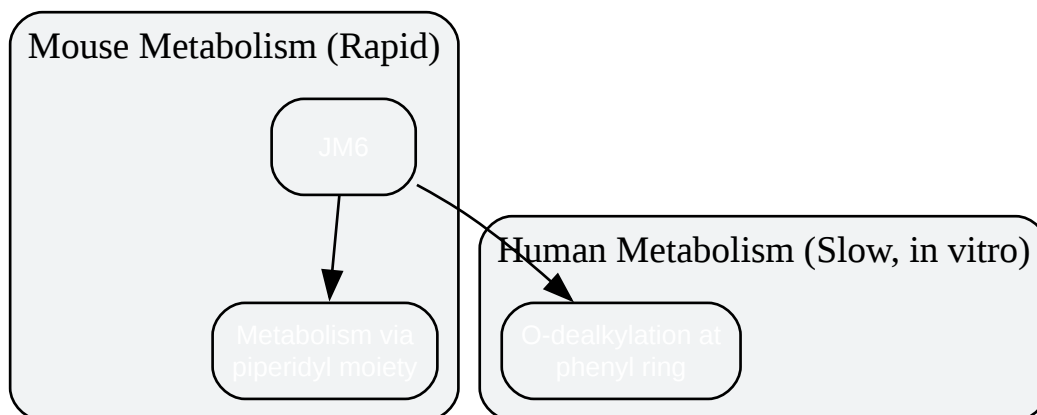 Mouse Metabolism (Rapid)
JM6
Human Metabolism (Slow, in vitro)
Metabolism via
piperidyl moiety
O-dealkylation at
phenyl ring